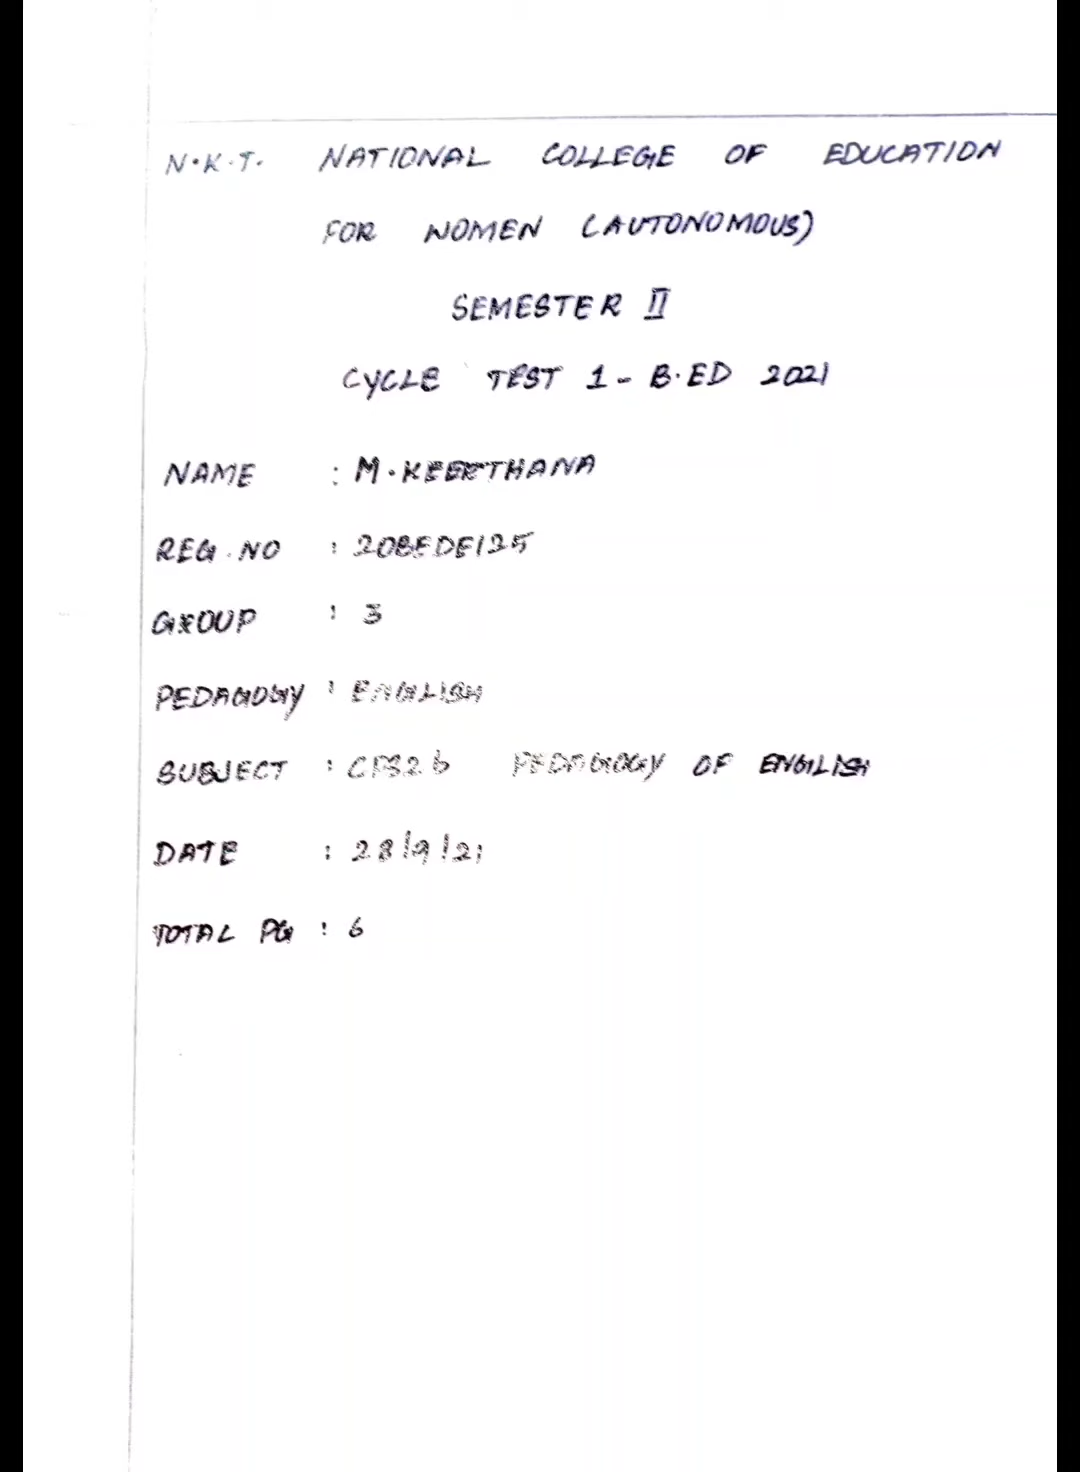 N.K.T. NATIONAL COLLEGE OF EDUCATION
FOR WOMEN (AUTONOMOUS)
SEMESTER II
CYCLE TEST 1 - B.ED 2021
NAME : M.KEERTHANA
REG.NO : 20BEDE125
GROUP : 3
PEDAGOGY : ENGLISH
SUBJECT : PEDAGOGY OF ENGLISH
DATE : 28/9/21
TOTAL PG : 6